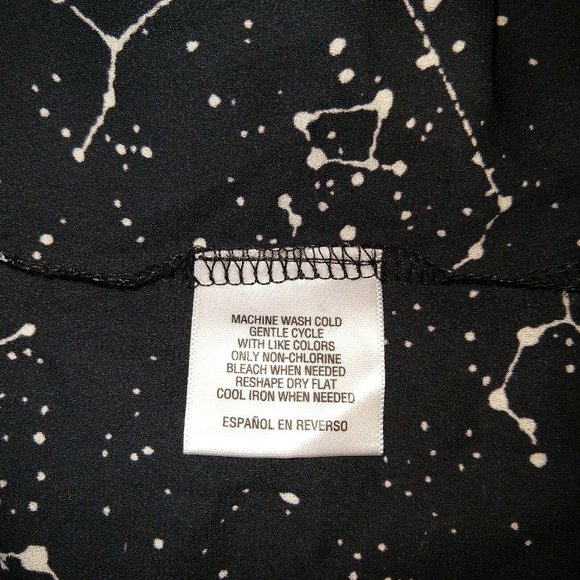 MACHINE WASH COLD
GENTLE CYCLE
WITH LIKE COLORS
ONLY NON-CHLORINE
BLEACH WHEN NEEDED
RESHAPE DRY FLAT
COOL IRON WHEN NEEDED
ESPAÑOL EN REVERSO